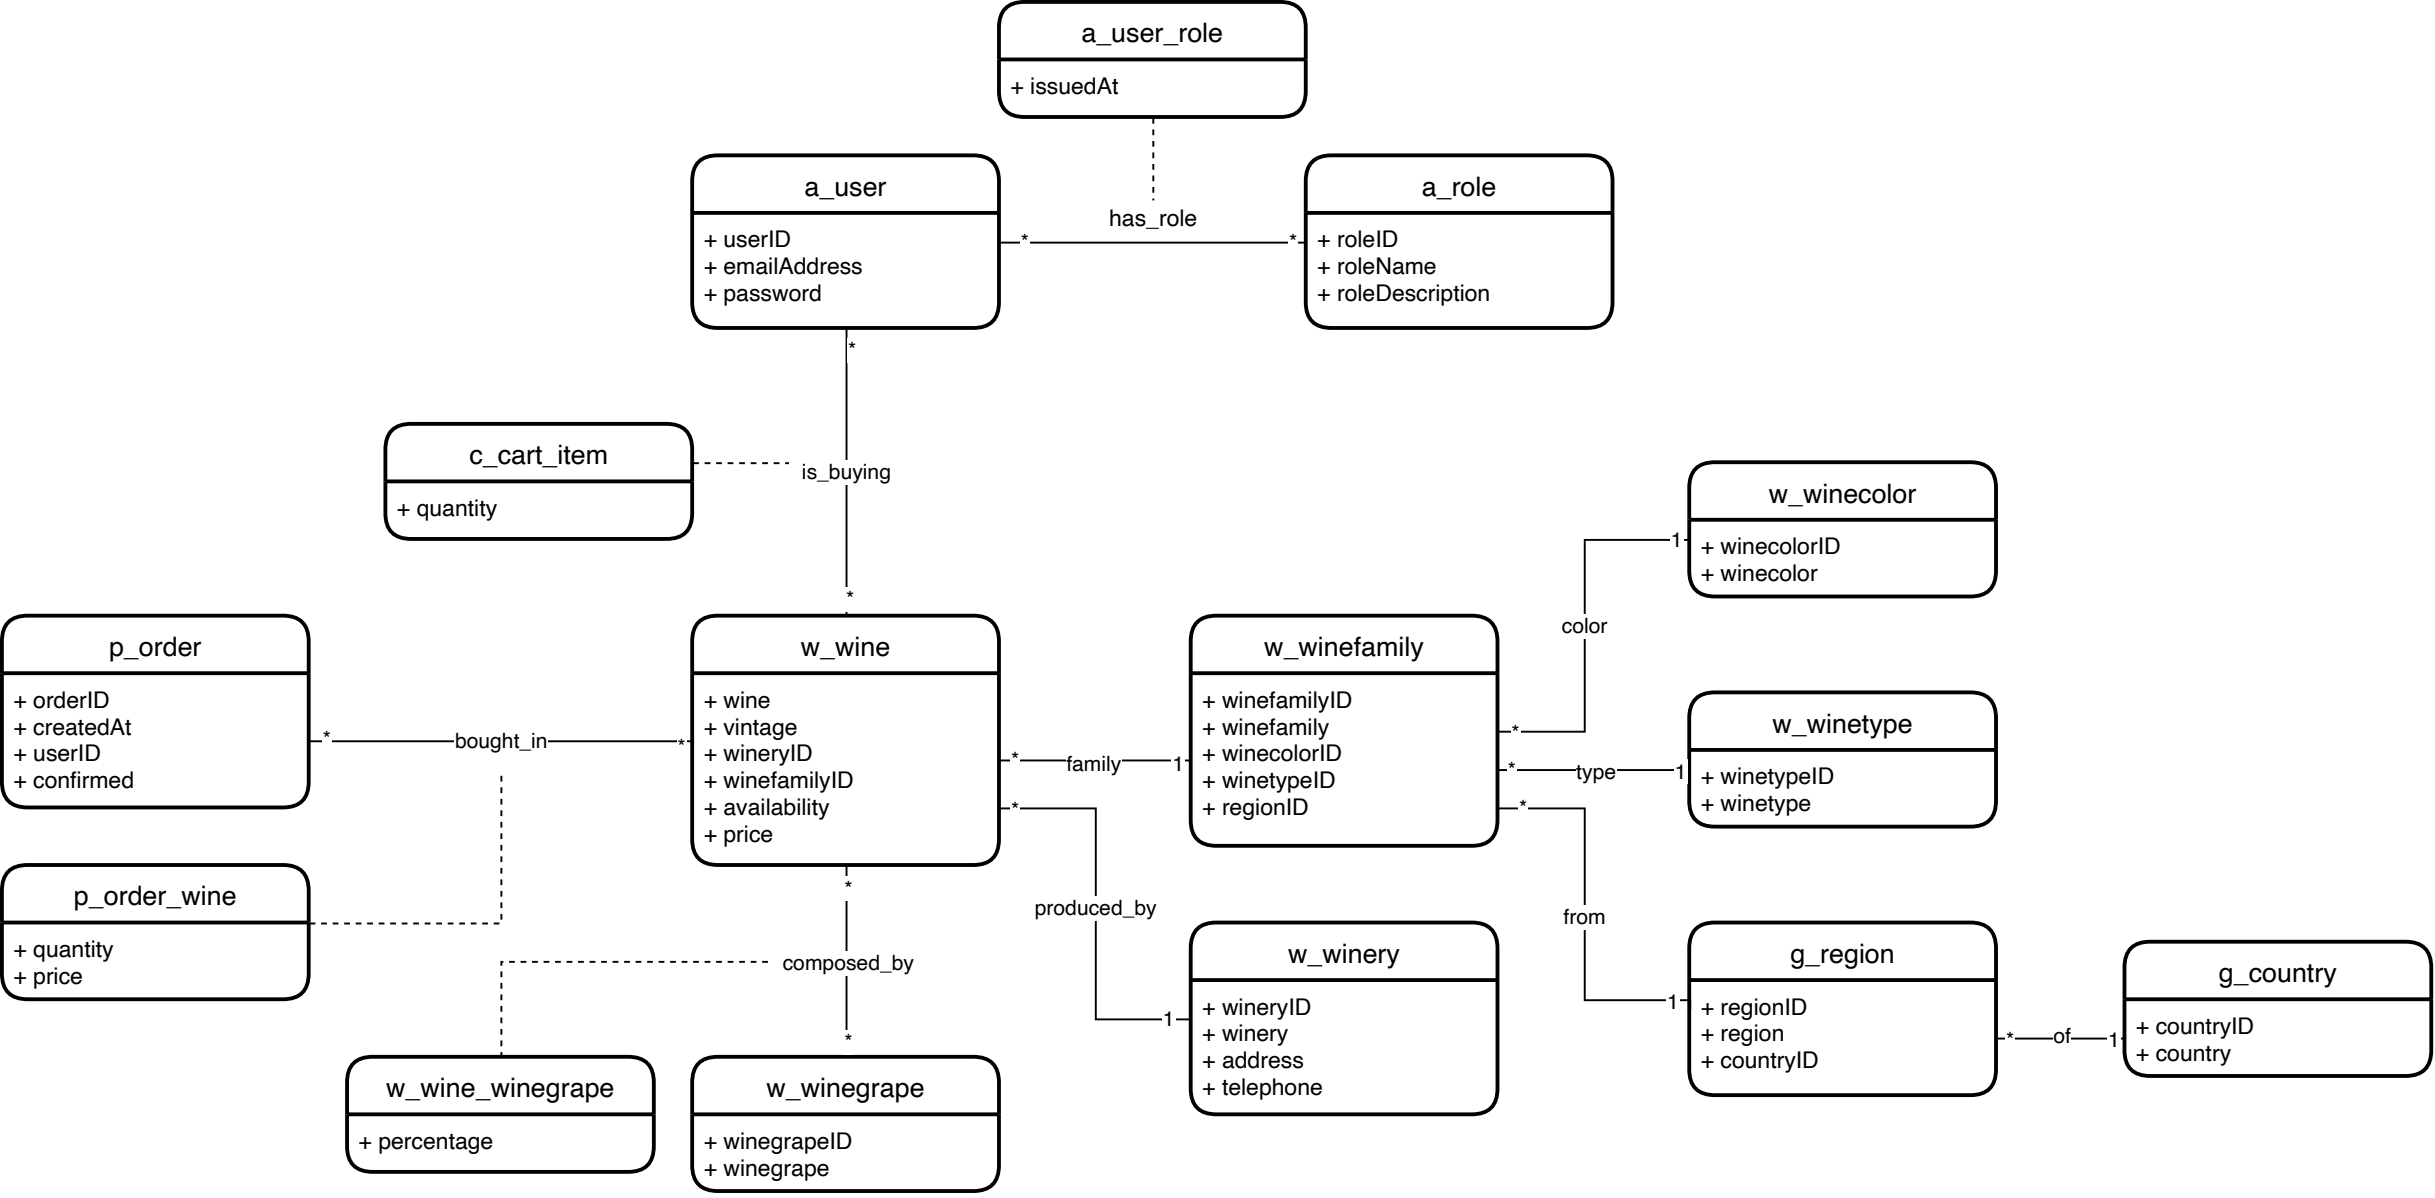 a_user_role
+ issuedAt
a_user
+ userID
+ emailAddress
+ password
*
has_role
*
a_role
+ roleID
+ roleName
+ roleDescription
*
c_cart_item
+ quantity
is_buying
*
w_winecolor
+ winecolorID
+ winecolor
1
color
*
p_order
+ orderID
+ createdAt
+ userID
+ confirmed
*
bought_in
*
w_wine
+ wine
+ vintage
+ wineryID
+ winefamilyID
+ availability
+ price
*
family
1
w_winefamily
+ winefamilyID
+ winefamily
+ winecolorID
+ winetypeID
+ regionID
*
type
1
w_winetype
+ winetypeID
+ winetype
p_order_wine
+ quantity
+ price
*
composed_by
*
*
produced_by
1
w_winery
+ wineryID
+ winery
+ address
+ telephone
*
from
1
g_region
+ regionID
+ region
+ countryID
*
of
1
g_country
+ countryID
+ country
w_wine_winegrape
+ percentage
w_winegrape
+ winegrapeID
+ winegrape